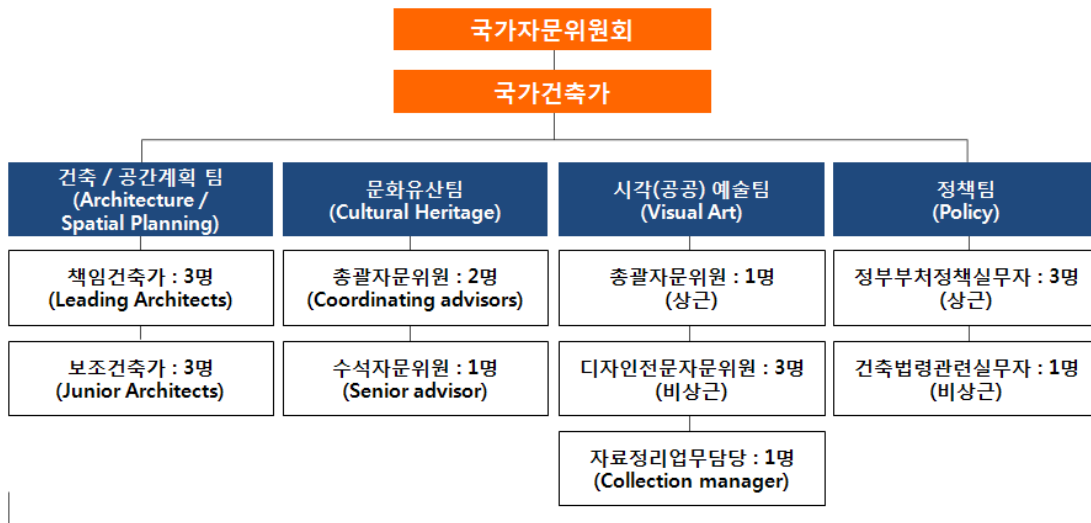 국가자문위원회
국가건축가
건축 / 공간계획 팀
(Architecture /
Spatial Planning)
책임건축가 : 3명
(Leading Architects)
보조건축가 : 3명
(Junior Architects)
문화유산팀
(Cultural Heritage)
총괄자문위원 : 2명
(Coordinating advisors)
수석자문위원 : 1명
(Senior advisor)
시각(공공) 예술팀
(Visual Art)
총괄자문위원 : 1명
(상근)
디자인전문자문위원 : 3명
(비상근)
자료정리업무담당 : 1명
(Collection manager)
정책팀
(Policy)
정부부처정책실무자 : 3명
(상근)
건축법령관련실무자 : 1명
(비상근)